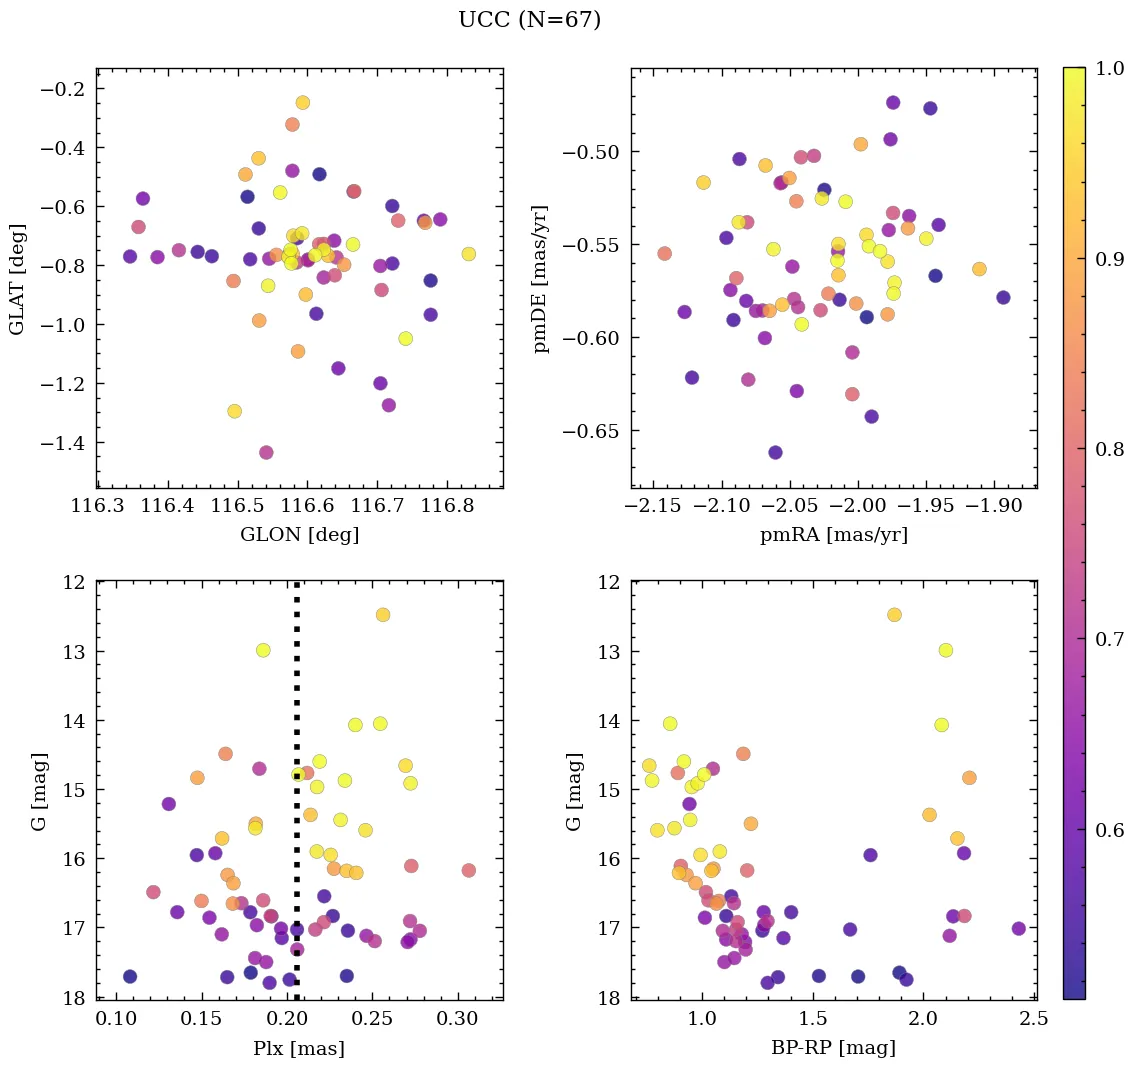 UCC (N=67)
−0.2
−0.4
−0.6
−0.8
−1.0
−1.2
−1.4
GLAT [deg]
116.3 116.4 116.5 116.6 116.7 116.8
GLON [deg]
−0.50
−0.55
−0.60
−0.65
pmDE [mas/yr]
−2.15 −2.10 −2.05 −2.00 −1.95 −1.90
pmRA [mas/yr]
12
13
14
15
16
17
18
G [mag]
0.10 0.15 0.20 0.25 0.30
Plx [mas]
12
13
14
15
16
17
18
G [mag]
1.0 1.5 2.0 2.5
BP-RP [mag]
1.0
0.9
0.8
0.7
0.6